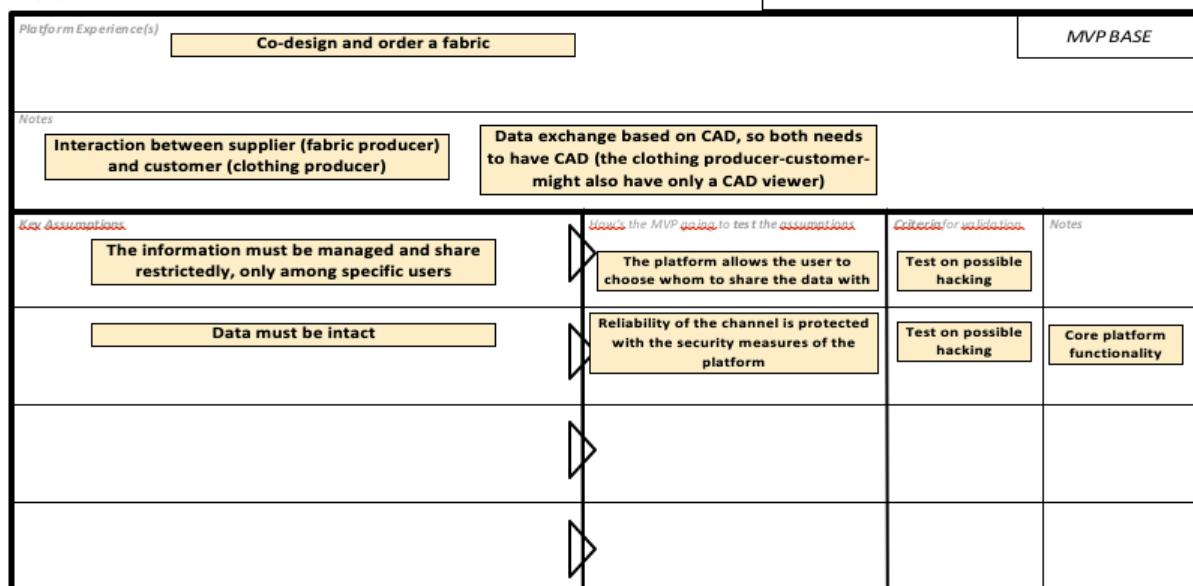 Platform Experience(s)
Co-design and order a fabric
MVP BASE
Notes
Interaction between supplier (fabric producer)
and customer (clothing producer)
Data exchange based on CAD, so both needs
to have CAD (the clothing producer-customer-
might also have only a CAD viewer)
Key Assumptions
How's the MVP going to test the assumptions
Criteria for validation
Notes
The information must be managed and share
restrictedly, only among specific users
The platform allows the user to
choose whom to share the data with
Test on possible
hacking
Data must be intact
Reliability of the channel is protected
with the security measures of the
platform
Test on possible
hacking
Core platform
functionality